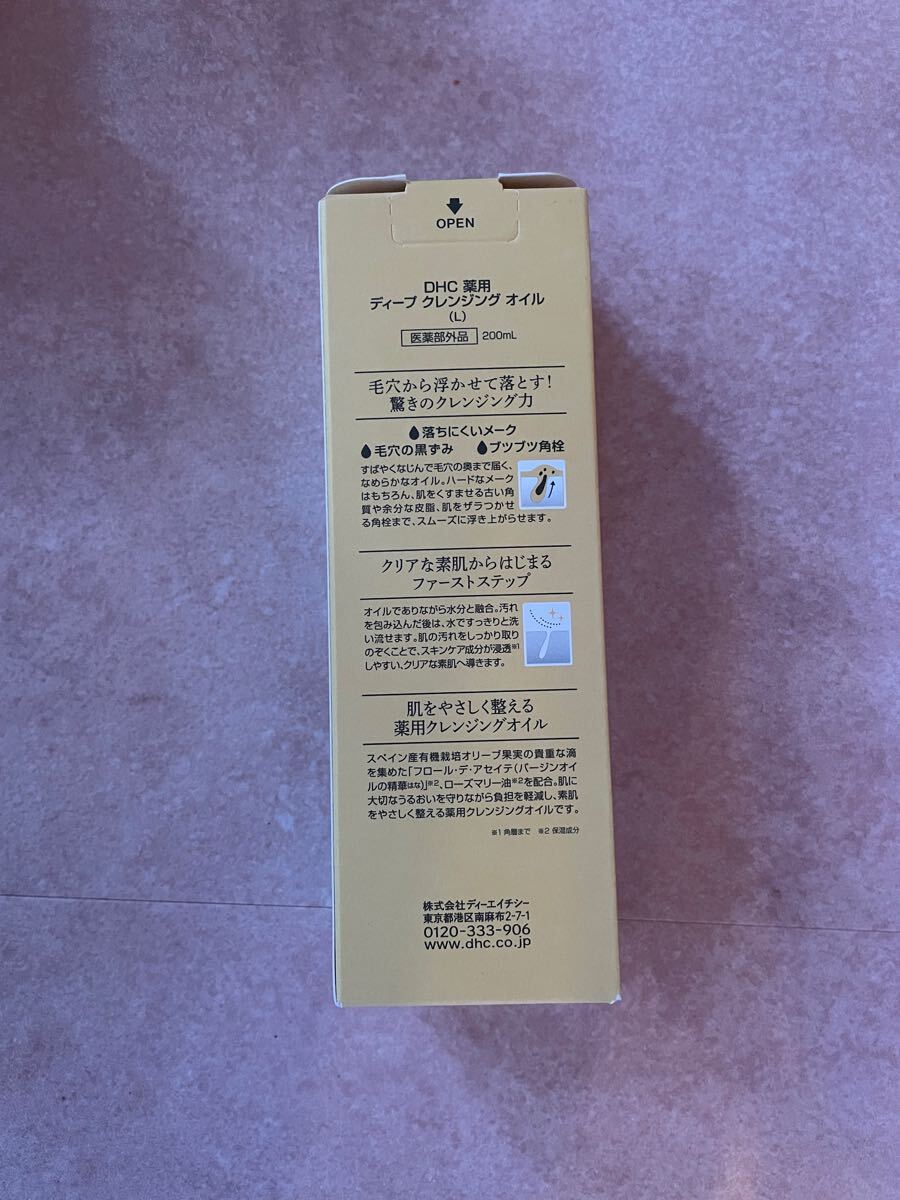 OPEN
DHC 薬用
ディープ クレンジング オイル
(L)
医薬部外品 200mL
毛穴から浮かせて落とす!
驚きのクレンジング力
落ちにくいメーク
毛穴の黒ずみ ブツブツ角栓
すばやくなじんで毛穴の奥まで届く、
なめらかなオイル。ハードなメーク
はもちろん、肌をくすませる古い角
質や余分な皮脂、肌をザラつかせ
る角栓まで、スムーズに浮き上がらせます。
クリアな素肌からはじまる
ファーストステップ
オイルでありながら水分と融合。汚れ
を包み込んだ後は、水ですっきりと洗
い流せます。肌の汚れをしっかり取り
のぞくことで、スキンケア成分が浸透※1
しやすい、クリアな素肌へ導きます。
肌をやさしく整える
薬用クレンジングオイル
スペイン産有機栽培オリーブ果実の貴重な滴
を集めた「フロール・デ・アセイテ(バージンオイ
ルの精華はな)」※2、ローズマリー油※2を配合。肌に
大切なうるおいを守りながら負担を軽減し、素肌
をやさしく整える薬用クレンジングオイルです。
※1 角層まで ※2 保湿成分
株式会社ディーエイチシー
東京都港区南麻布2-7-1
0120-333-906
www.dhc.co.jp